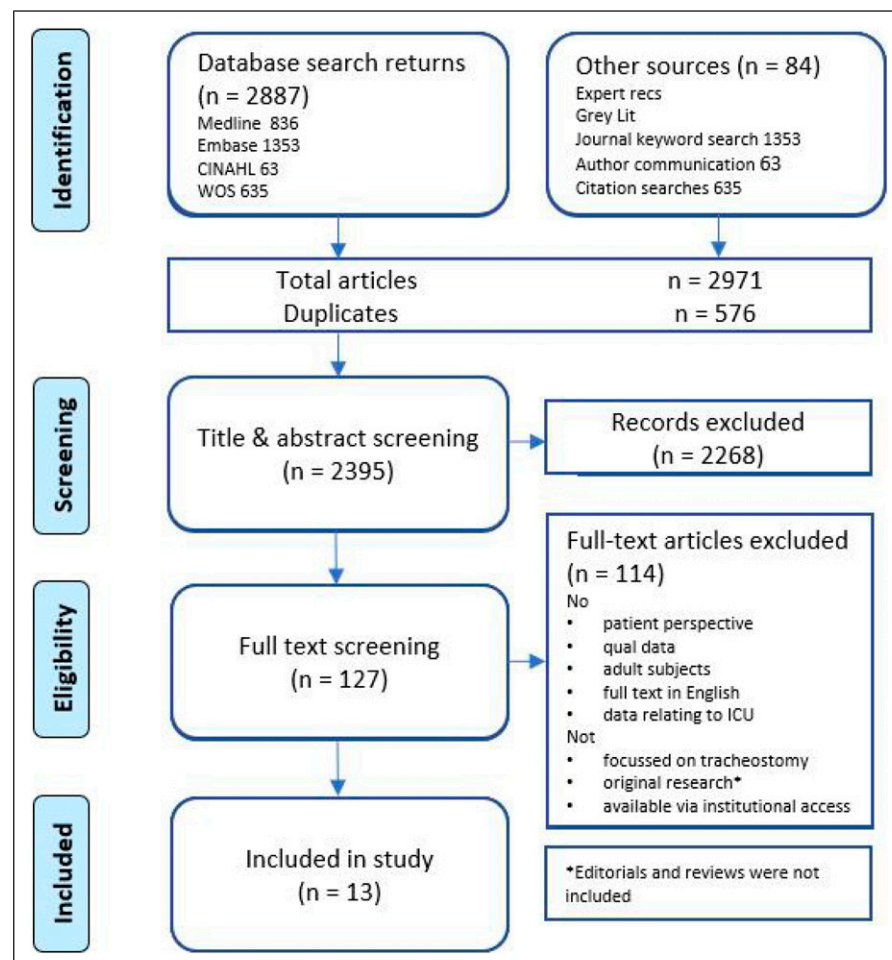 Identification
Database search returns
(n = 2887)
Medline 836
Embase 1353
CINAHL 63
WOS 635
Other sources (n = 84)
Expert recs
Grey Lit
Journal keyword search 1353
Author communication 63
Citation searches 635
Total articles n = 2971
Duplicates n = 576
Screening
Title & abstract screening
(n = 2395)
Records excluded
(n = 2268)
Eligibility
Full text screening
(n = 127)
Full-text articles excluded
(n = 114)
No
• patient perspective
• qual data
• adult subjects
• full text in English
• data relating to ICU
Not
• focussed on tracheostomy
• original research*
• available via institutional access
Included
Included in study
(n = 13)
*Editorials and reviews were not
included